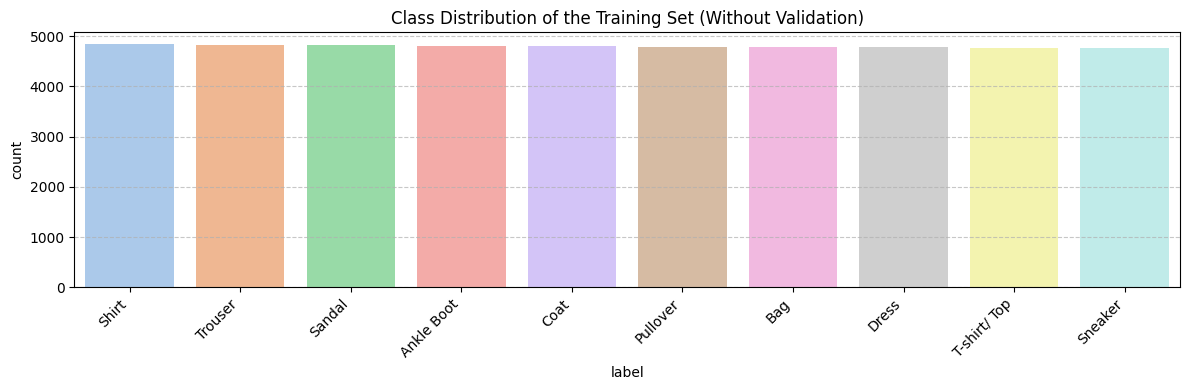 Class Distribution of the Training Set (Without Validation)
count
5000
4000
3000
2000
1000
0
Shirt
Trouser
Sandal
Ankle Boot
Coat
Pullover
Bag
Dress
T-shirt/ Top
Sneaker
label